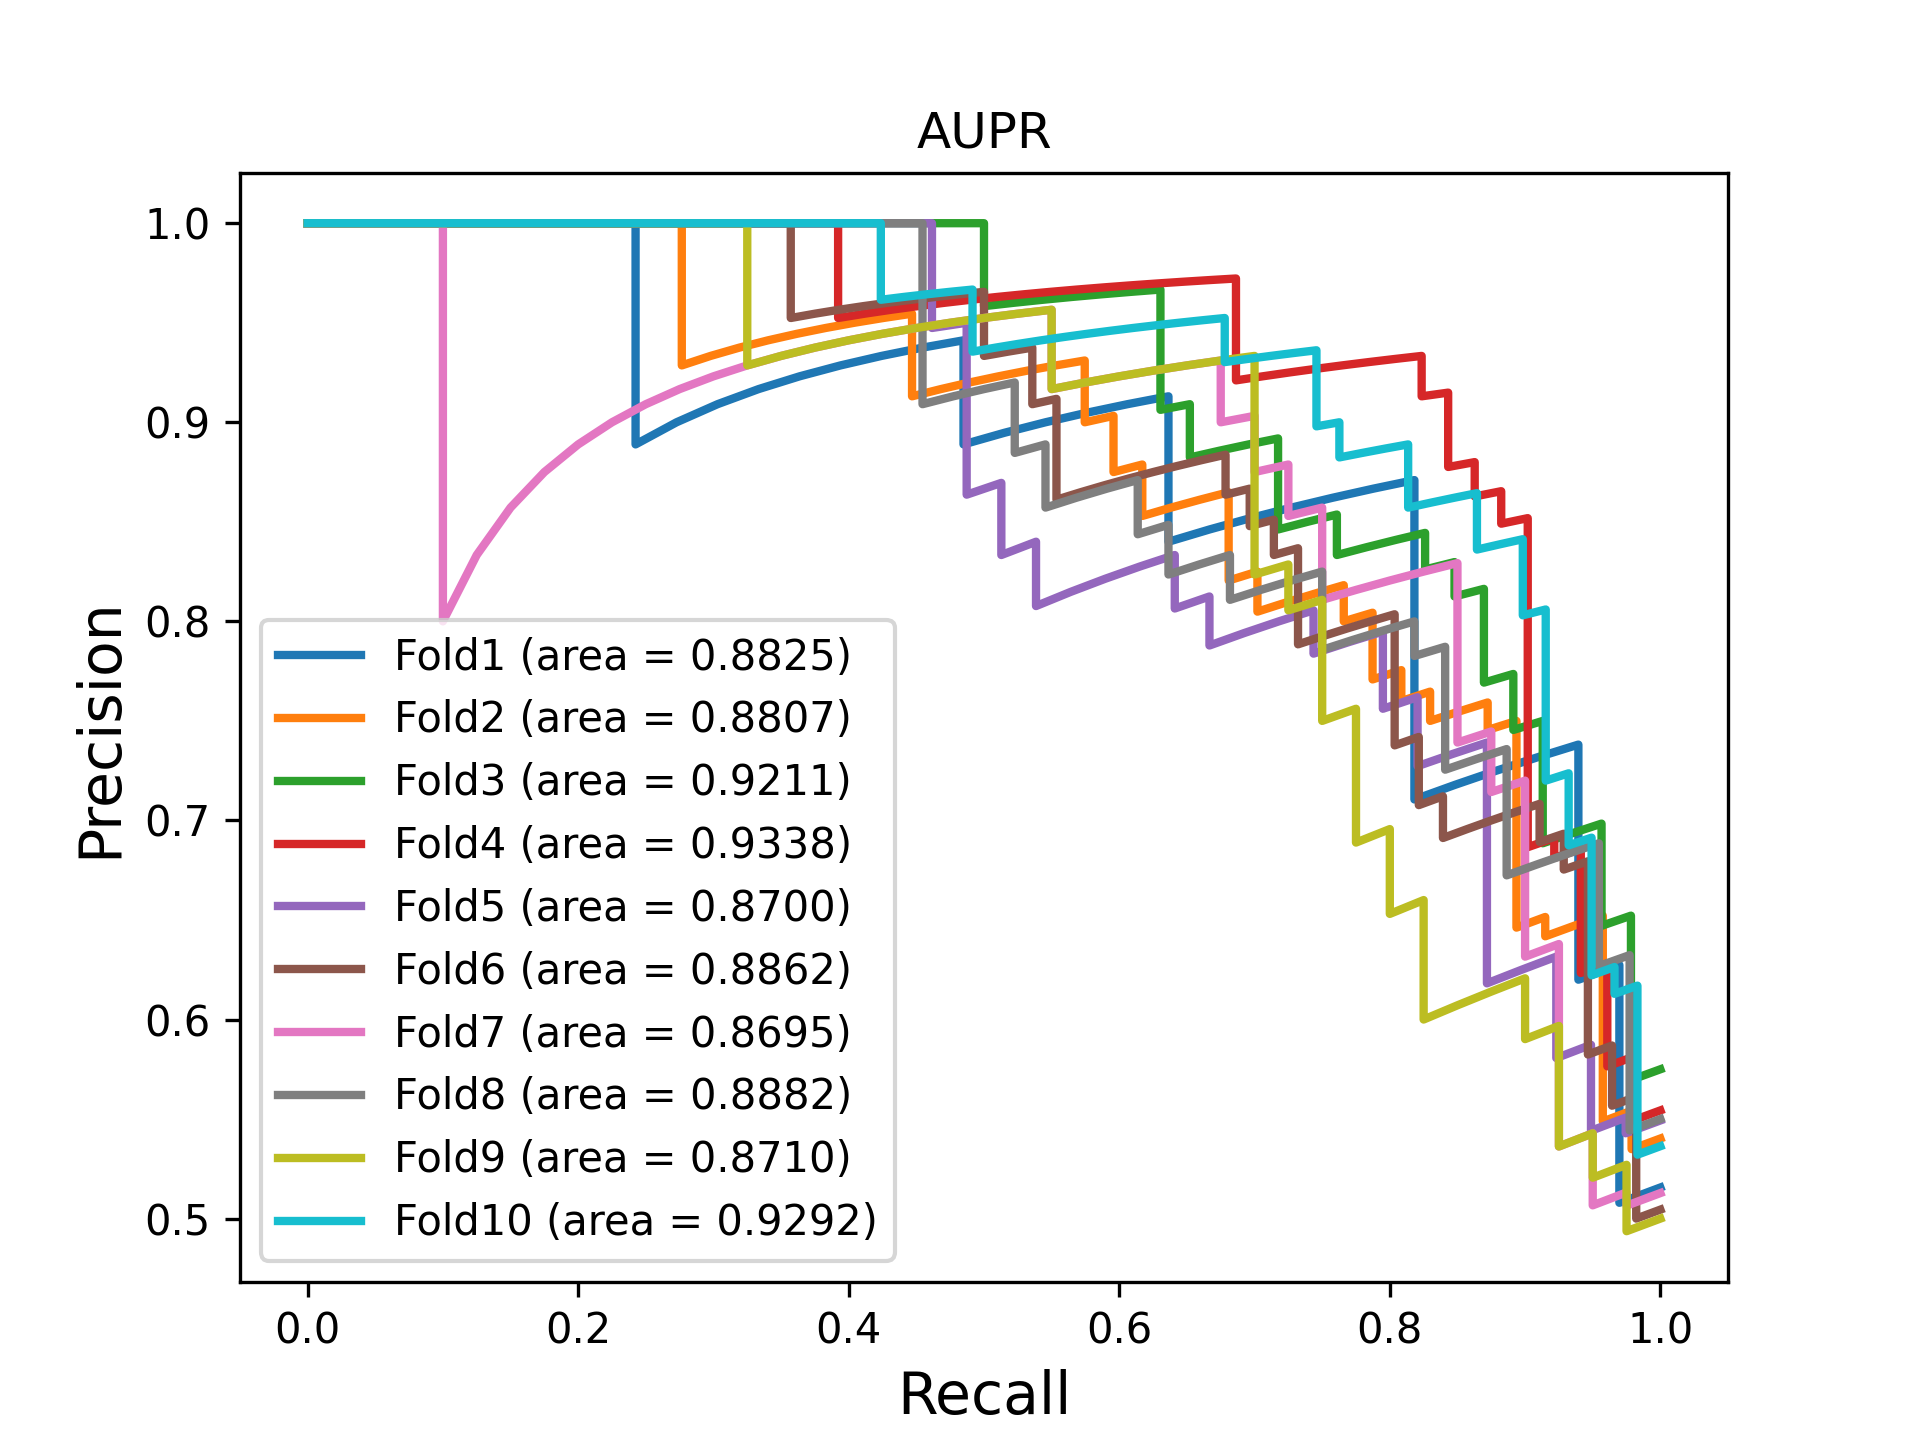 AUPR
Precision
1.0
0.9
0.8
0.7
0.6
0.5
Fold1 (area = 0.8825)
Fold2 (area = 0.8807)
Fold3 (area = 0.9211)
Fold4 (area = 0.9338)
Fold5 (area = 0.8700)
Fold6 (area = 0.8862)
Fold7 (area = 0.8695)
Fold8 (area = 0.8882)
Fold9 (area = 0.8710)
Fold10 (area = 0.9292)
0.0 0.2 0.4 0.6 0.8 1.0
Recall